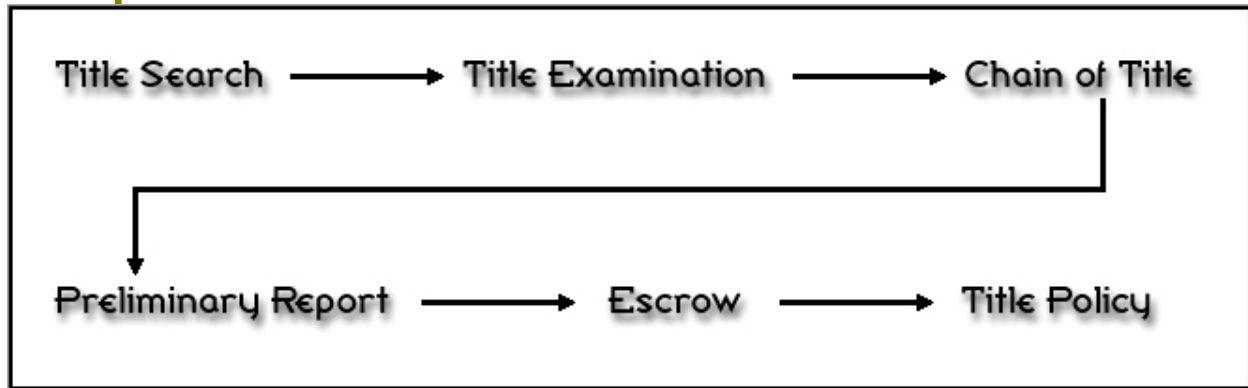 Title Search Title Examination Chain of Title
Preliminary Report Escrow Title Policy